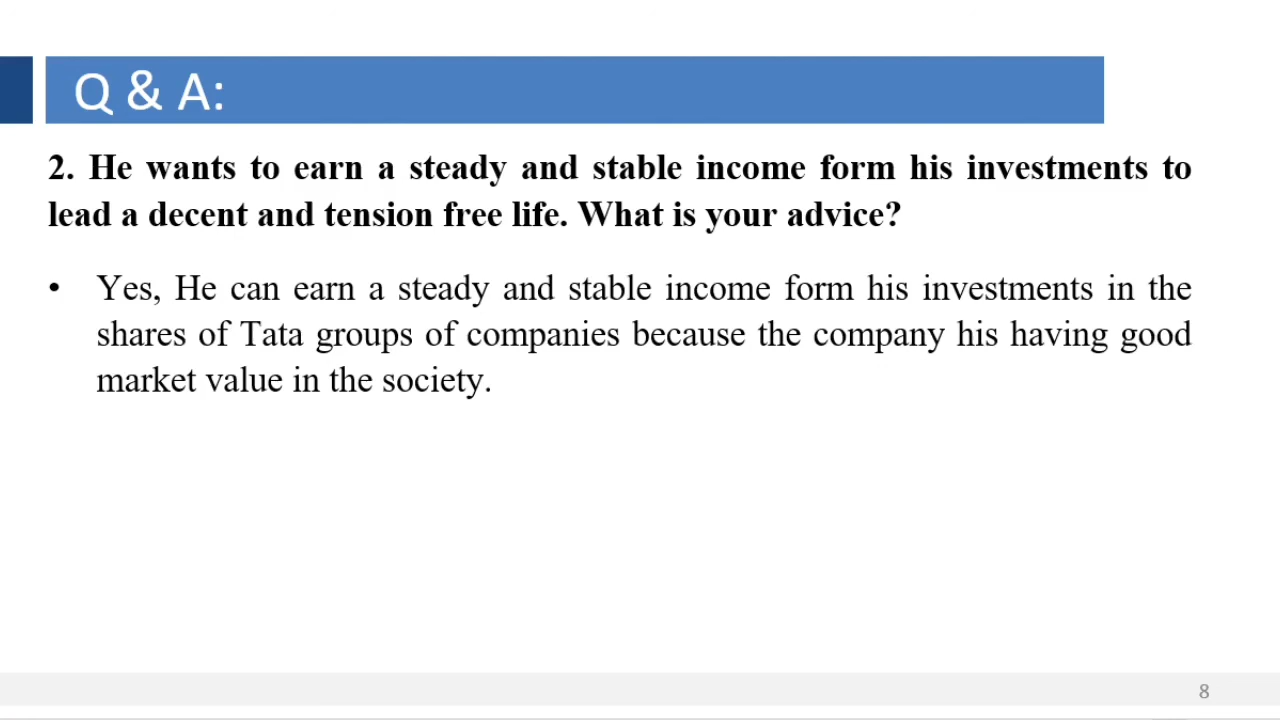 Q & A:
2. He wants to earn a steady and stable income form his investments to
lead a decent and tension free life. What is your advice?
• Yes, He can earn a steady and stable income form his investments in the
shares of Tata groups of companies because the company his having good
market value in the society.
8